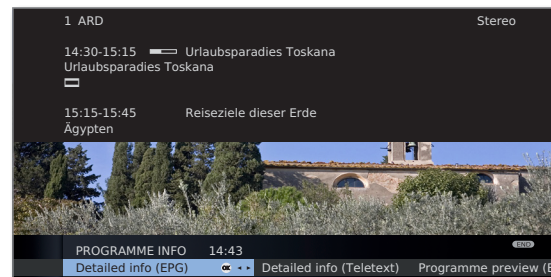 1 ARD Stereo
14:30-15:15 Urlaubsparadies Toskana
Urlaubsparadies Toskana
15:15-15:45 Reiseziele dieser Erde
Ägypten
END
PROGRAMME INFO 14:43
Detailed info (EPG) OK Detailed info (Teletext) Programme preview (E